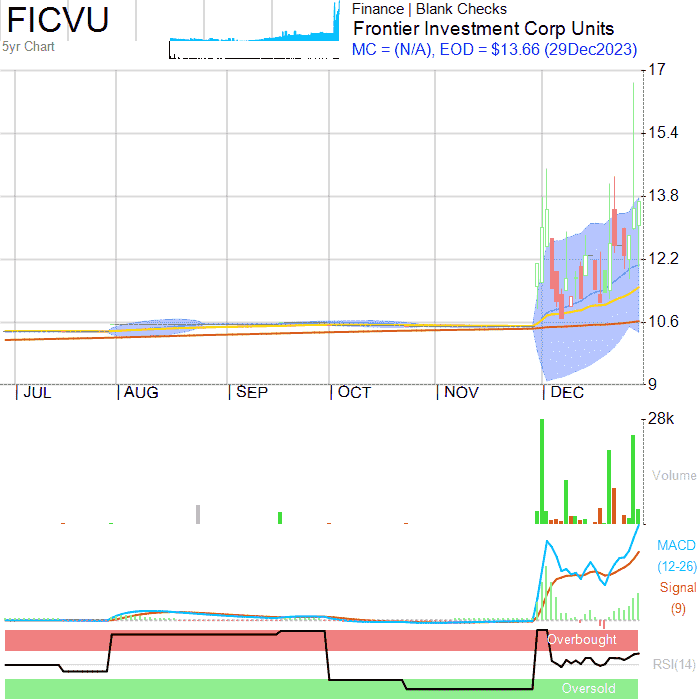 FICVU
5yr Chart
Finance | Blank Checks
Frontier Investment Corp Units
MC = (N/A), EOD = $13.66 (29Dec2023)
17
15.4
13.8
12.2
10.6
9
JUL AUG SEP OCT NOV DEC
28k
Volume
MACD
(12-26)
Signal
(9)
Overbought
RSI(14)
Oversold